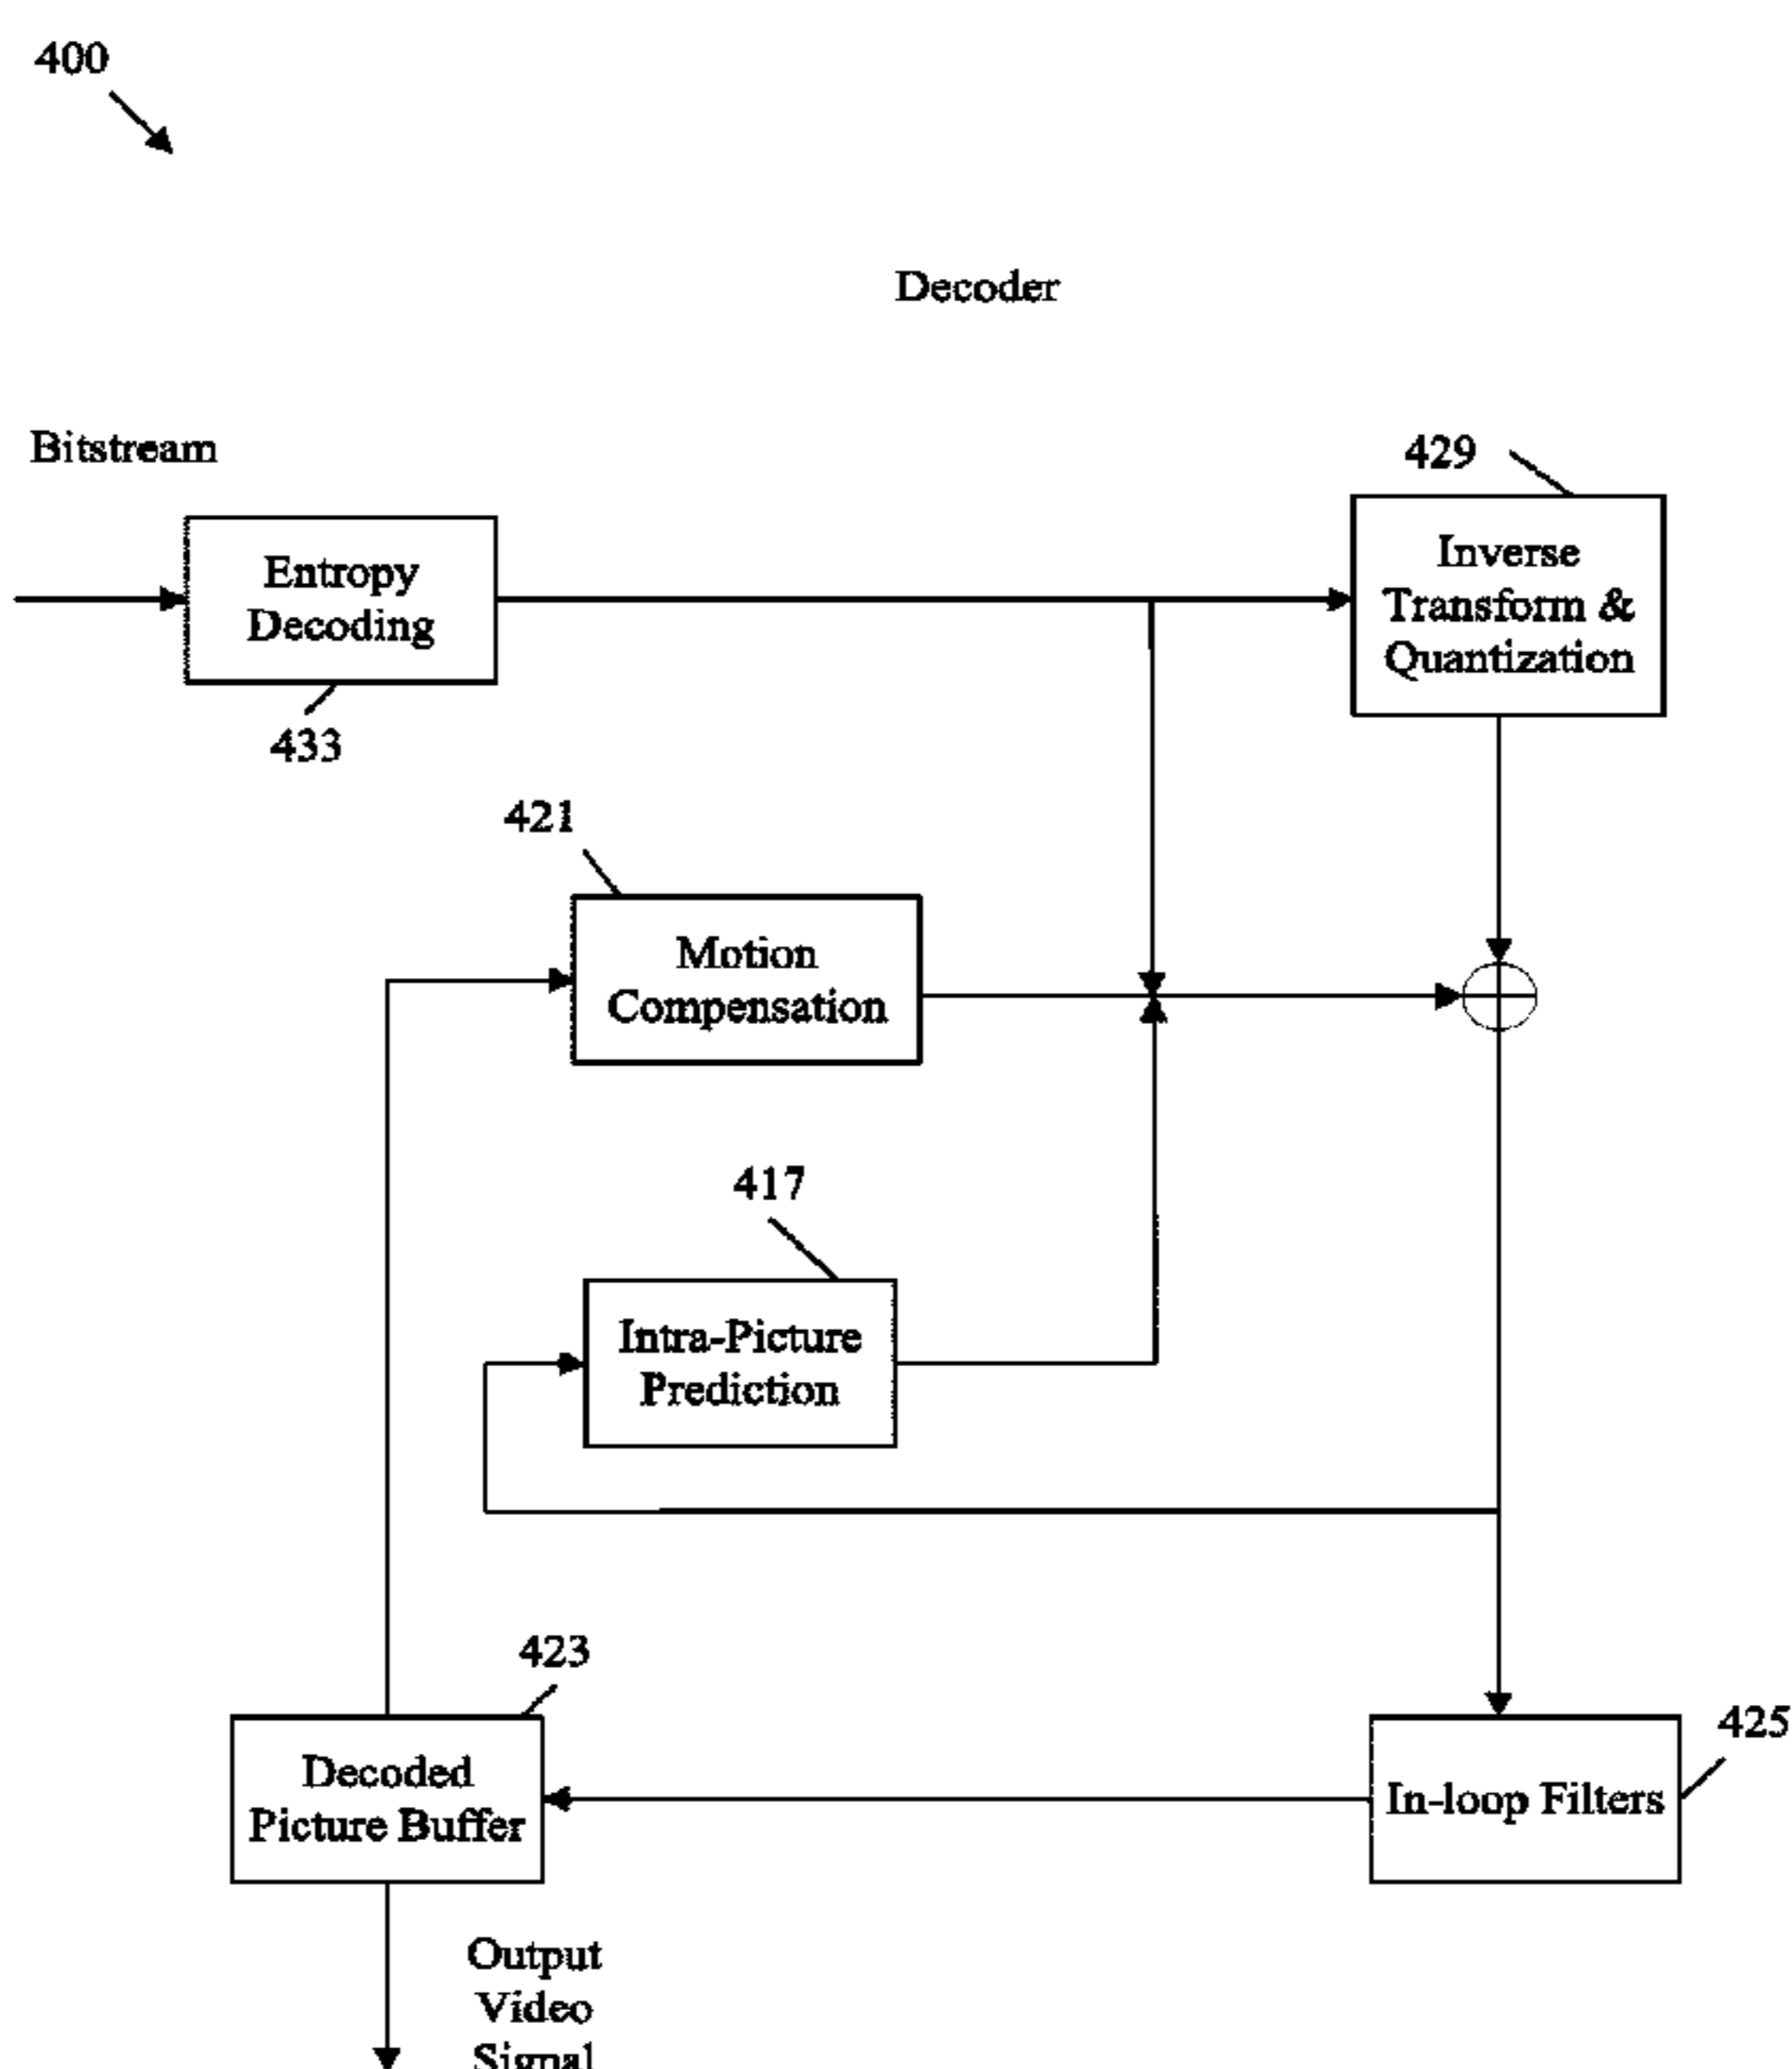 400
Decoder
Bitstream
429
Entropy
Decoding
Inverse
Transform &
Quantization
433
421
Motion
Compensation
417
Intra-Picture
Prediction
423
425
Decoded
Picture Buffer
In-loop Filters
Output
Video
Signal